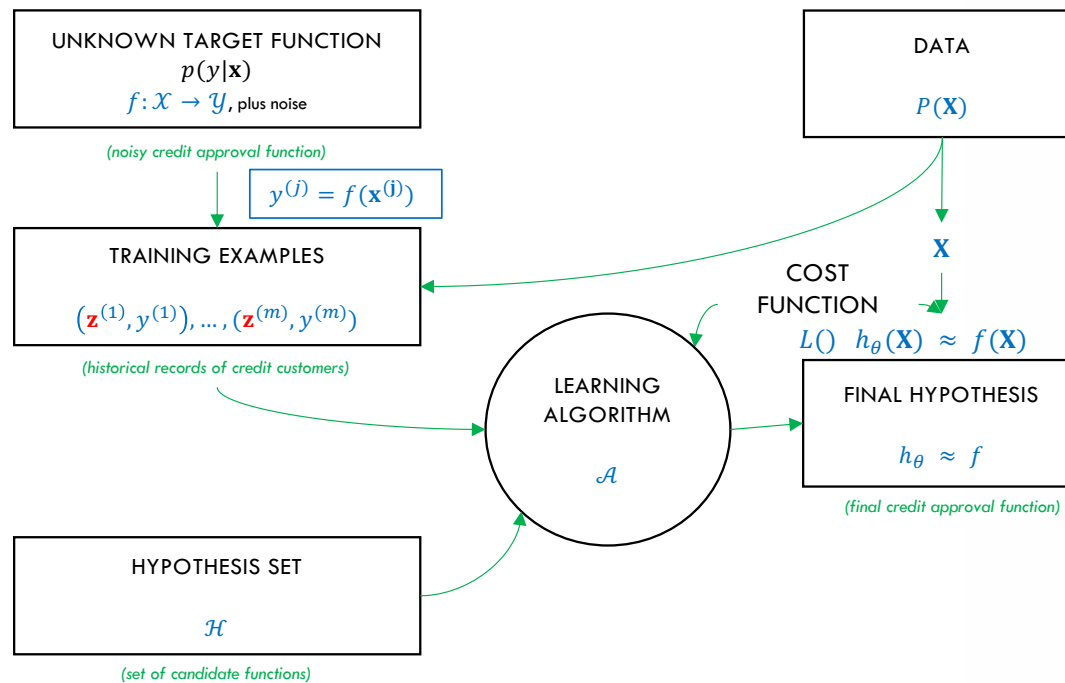 UNKNOWN TARGET FUNCTION
p(y|𝐱)
f: 𝒳 → 𝒴, plus noise
(noisy credit approval function)
y⁽ʲ⁾ = f(𝐱⁽ʲ⁾)
DATA
P(𝐗)
TRAINING EXAMPLES
(𝐳⁽¹⁾, y⁽¹⁾), … , (𝐳⁽ᵐ⁾, y⁽ᵐ⁾)
(historical records of credit customers)
𝐗
COST
FUNCTION
L() h_θ(𝐗) ≈ f(𝐗)
LEARNING
ALGORITHM
𝒜
FINAL HYPOTHESIS
h_θ ≈ f
(final credit approval function)
HYPOTHESIS SET
ℋ
(set of candidate functions)